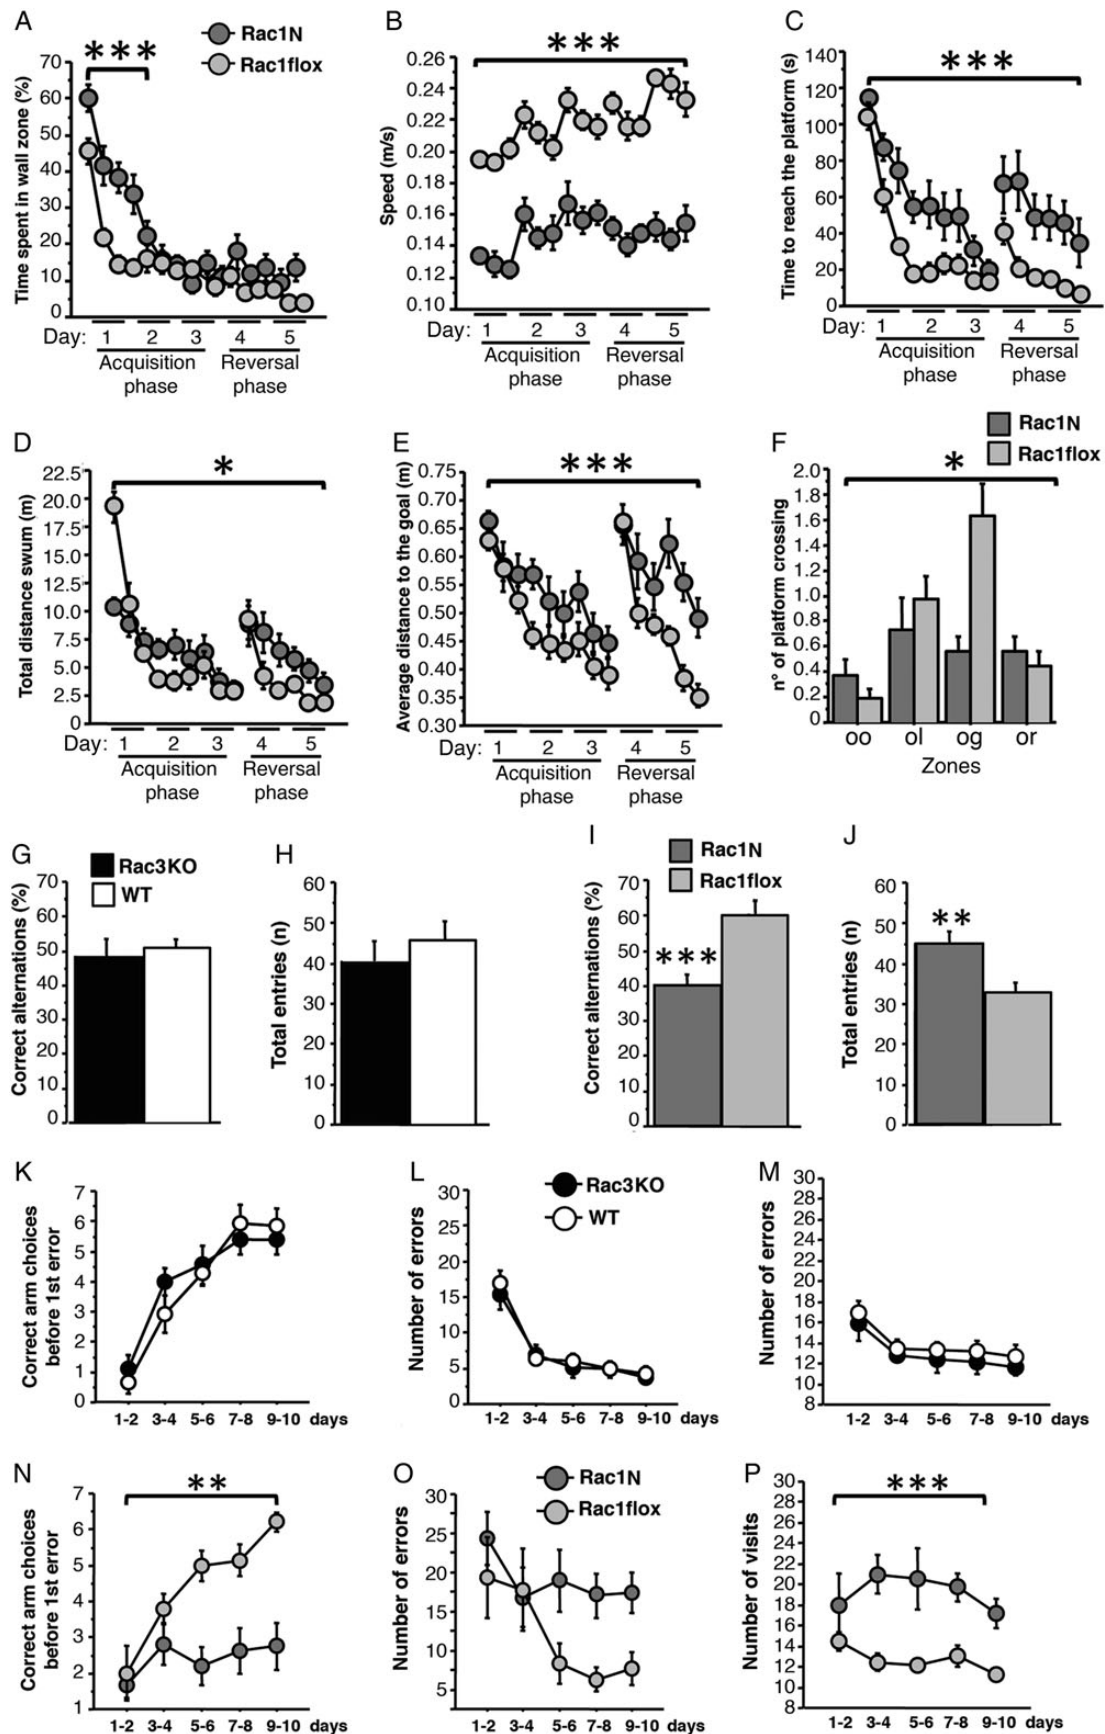 A
Rac1N
Rac1flox
***
Time spent in wall zone (%)
70
60
50
40
30
20
10
0
Day: 1 2 3 4 5
Acquisition phase
Reversal phase
B
***
Speed (m/s)
0.26
0.24
0.22
0.20
0.18
0.16
0.14
0.12
0.10
Day: 1 2 3 4 5
Acquisition phase
Reversal phase
C
***
Time to reach the platform (s)
140
120
100
80
60
40
20
0
Day: 1 2 3 4 5
Acquisition phase
Reversal phase
D
*
Total distance swum (m)
22.5
20.0
17.5
15.0
12.5
10.0
7.5
5.0
2.5
0
Day: 1 2 3 4 5
Acquisition phase
Reversal phase
E
***
Average distance to the goal (m)
0.75
0.70
0.65
0.60
0.55
0.50
0.45
0.40
0.35
0.30
Day: 1 2 3 4 5
Acquisition phase
Reversal phase
F
Rac1N
Rac1flox
*
n° of platform crossing
2.0
1.8
1.6
1.4
1.2
1.0
0.8
0.6
0.4
0.2
0
oo ol og or
Zones
G
Rac3KO
WT
Correct alternations (%)
70
60
50
40
30
20
10
0
H
Total entries (n)
60
50
40
30
20
10
0
I
Rac1N
Rac1flox
***
Correct alternations (%)
70
60
50
40
30
20
10
0
J
**
Total entries (n)
60
50
40
30
20
10
0
K
Correct arm choices
before 1st error
7
6
5
4
3
2
1
0
1-2 3-4 5-6 7-8 9-10 days
L
Rac3KO
WT
Number of errors
30
25
20
15
10
5
0
1-2 3-4 5-6 7-8 9-10 days
M
Number of errors
30
28
26
24
22
20
18
16
14
12
10
8
1-2 3-4 5-6 7-8 9-10 days
N
**
Correct arm choices
before 1st error
7
6
5
4
3
2
1
1-2 3-4 5-6 7-8 9-10 days
O
Rac1N
Rac1flox
Number of errors
30
25
20
15
10
5
1-2 3-4 5-6 7-8 9-10 days
P
***
Number of visits
30
28
26
24
22
20
18
16
14
12
10
8
1-2 3-4 5-6 7-8 9-10 days